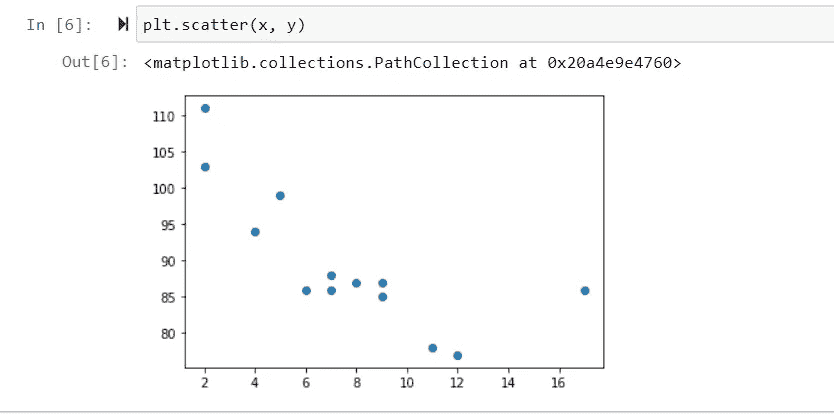 In [6]: plt.scatter(x, y)
Out[6]: <matplotlib.collections.PathCollection at 0x20a4e9e4760>
110
105
100
95
90
85
80
2 4 6 8 10 12 14 16